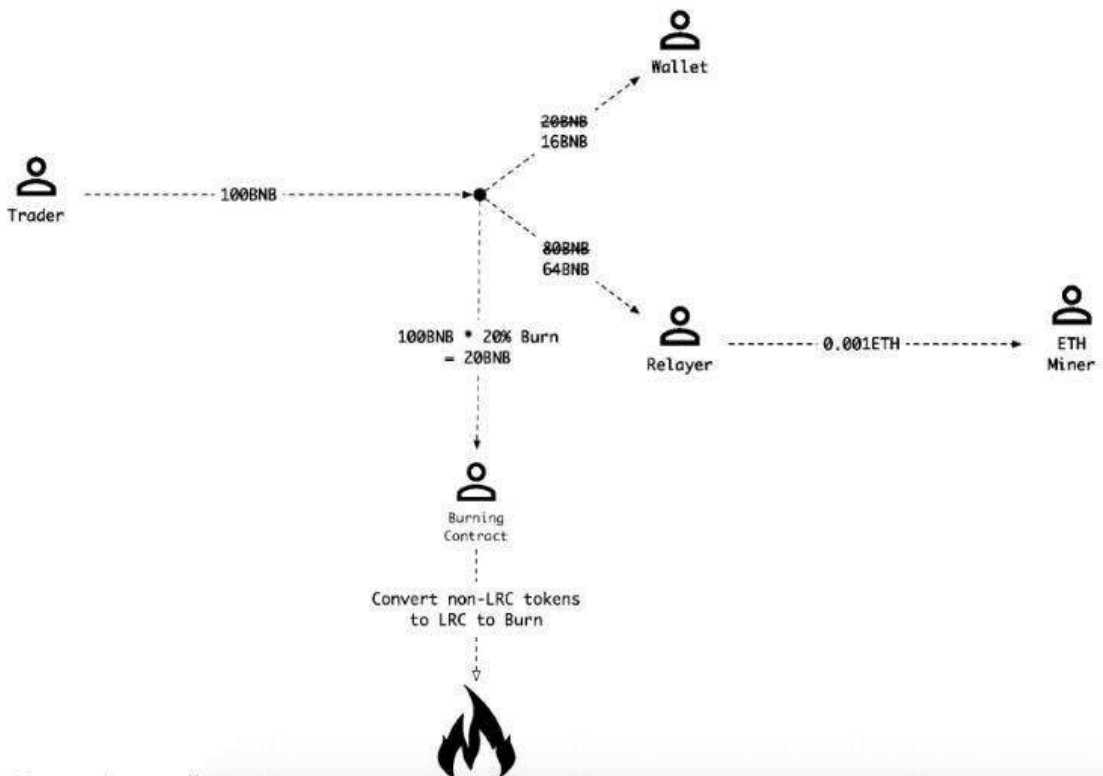 Wallet
20BNB
16BNB
100BNB
Trader
80BNB
64BNB
100BNB * 20% Burn
= 20BNB
Relayer
0.001ETH
ETH
Miner
Burning
Contract
Convert non-LRC tokens
to LRC to Burn